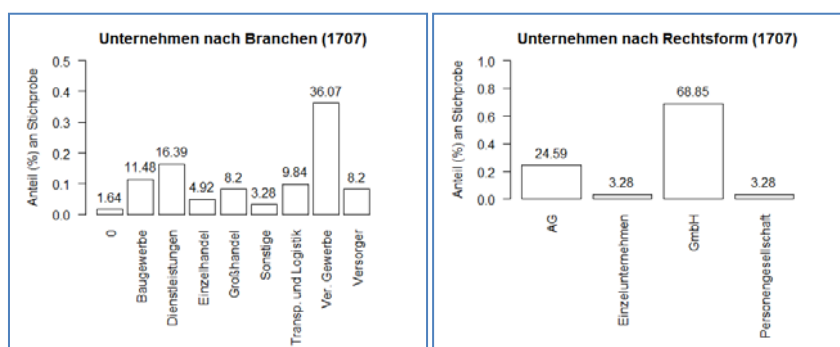 Unternehmen nach Branchen (1707)
Anteil (%) an Stichprobe
0.5
0.4
0.3
0.2
0.1
0.0
1.64
11.48
16.39
4.92
8.2
3.28
9.84
36.07
8.2
0
Baugewerbe
Dienstleistungen
Einzelhandel
Großhandel
Sonstige
Transp. und Logistik
Ver. Gewerbe
Versorger
Unternehmen nach Rechtsform (1707)
Anteil (%) an Stichprobe
1.0
0.8
0.6
0.4
0.2
0.0
24.59
3.28
68.85
3.28
AG
Einzelunternehmen
GmbH
Personengesellschaft